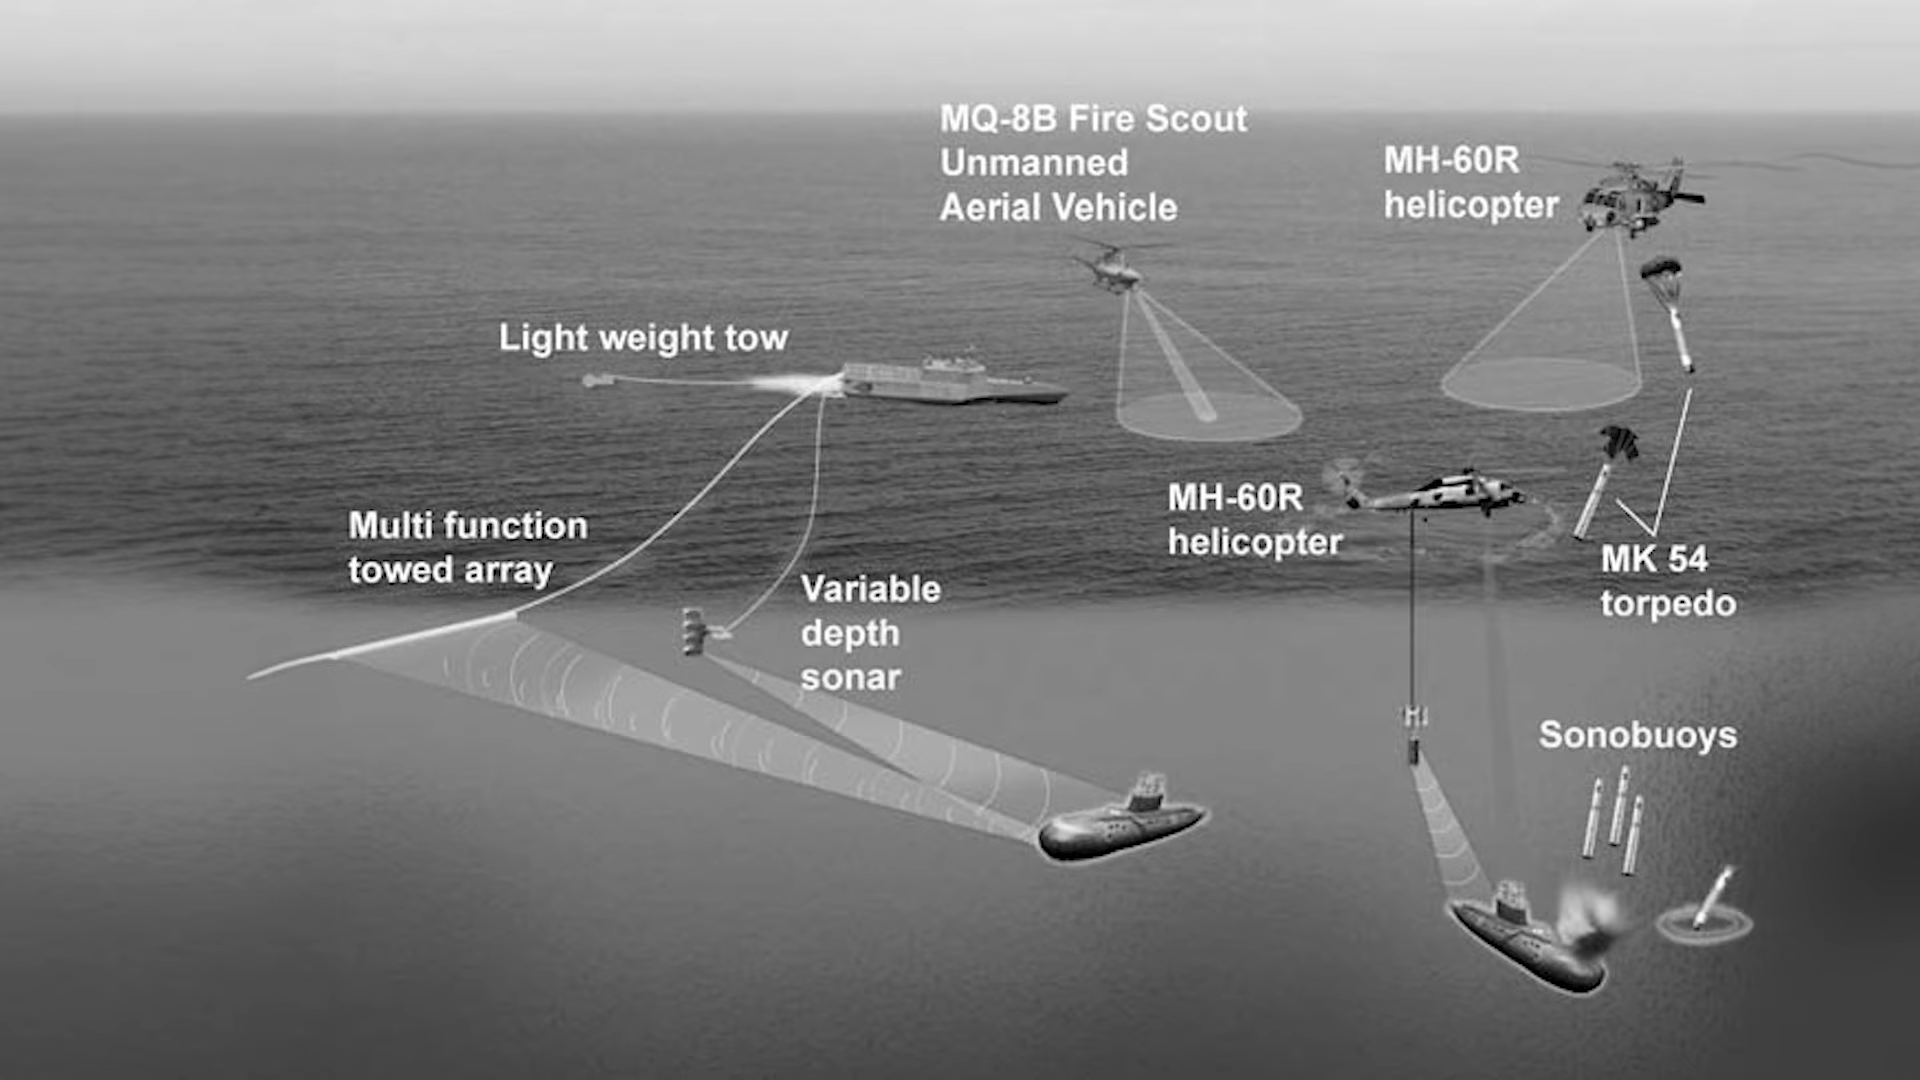 MQ-8B Fire Scout
Unmanned
Aerial Vehicle
MH-60R
helicopter
Light weight tow
MH-60R
helicopter
Multi function
towed array
Variable
depth
sonar
MK 54
torpedo
Sonobuoys